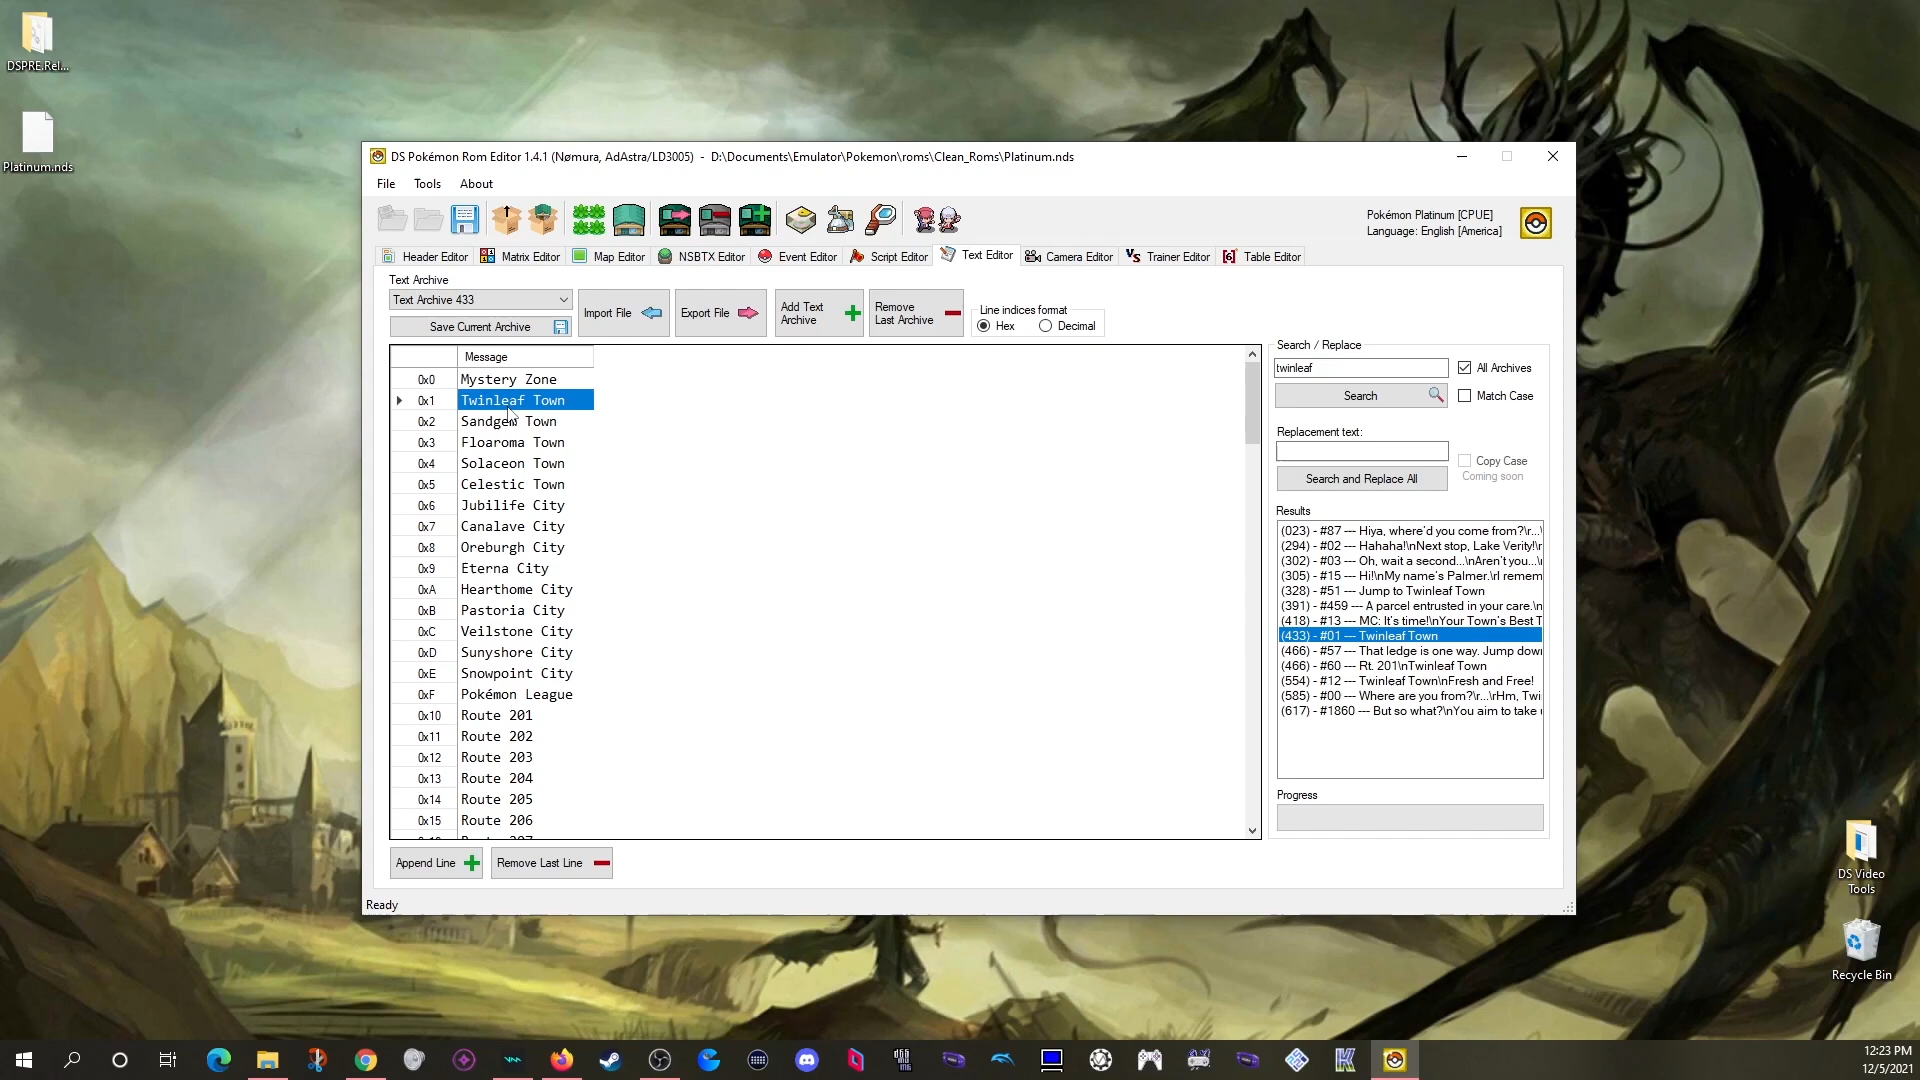 DSPRE.Rel...
Platinum.nds
DS Pokémon Rom Editor 1.4.1 (Nømura, AdAstra/LD3005) - D:\Documents\Emulator\Pokemon\roms\Clean_Roms\Platinum.nds
File Tools About
Pokémon Platinum [CPUE]
Language: English [America]
Header Editor Matrix Editor Map Editor NSBTX Editor Event Editor Script Editor Text Editor Camera Editor Trainer Editor Table Editor
Text Archive
Text Archive 433
Save Current Archive
Import File
Export File
Add Text Archive
Remove Last Archive
Line indices format
Hex Decimal
Message
0x0 Mystery Zone
0x1 Twinleaf Town
0x2 Sandgem Town
0x3 Floaroma Town
0x4 Solaceon Town
0x5 Celestic Town
0x6 Jubilife City
0x7 Canalave City
0x8 Oreburgh City
0x9 Eterna City
0xA Hearthome City
0xB Pastoria City
0xC Veilstone City
0xD Sunyshore City
0xE Snowpoint City
0xF Pokémon League
0x10 Route 201
0x11 Route 202
0x12 Route 203
0x13 Route 204
0x14 Route 205
0x15 Route 206
Append Line
Remove Last Line
Ready
Search / Replace
twinleaf
All Archives
Search
Match Case
Replacement text:
Copy Case
Coming soon
Search and Replace All
Results
(023) - #87 --- Hiya, where'd you come from?\r...\
(294) - #02 --- Hahaha!\nNext stop, Lake Verity!\r
(302) - #03 --- Oh, wait a second...\nAren't you...\
(305) - #15 --- Hi!\nMy name's Palmer.\rI remem
(328) - #51 --- Jump to Twinleaf Town
(391) - #459 --- A parcel entrusted in your care.\n
(418) - #13 --- MC: It's time!\nYour Town's Best T
(433) - #01 --- Twinleaf Town
(466) - #57 --- That ledge is one way. Jump down
(466) - #60 --- Rt. 201\nTwinleaf Town
(554) - #12 --- Twinleaf Town\nFresh and Free!
(585) - #00 --- Where are you from?\r...\rHm, Twi
(617) - #1860 --- But so what?\nYou aim to take
Progress
DS Video
Tools
Recycle Bin
12:23 PM
12/5/2021